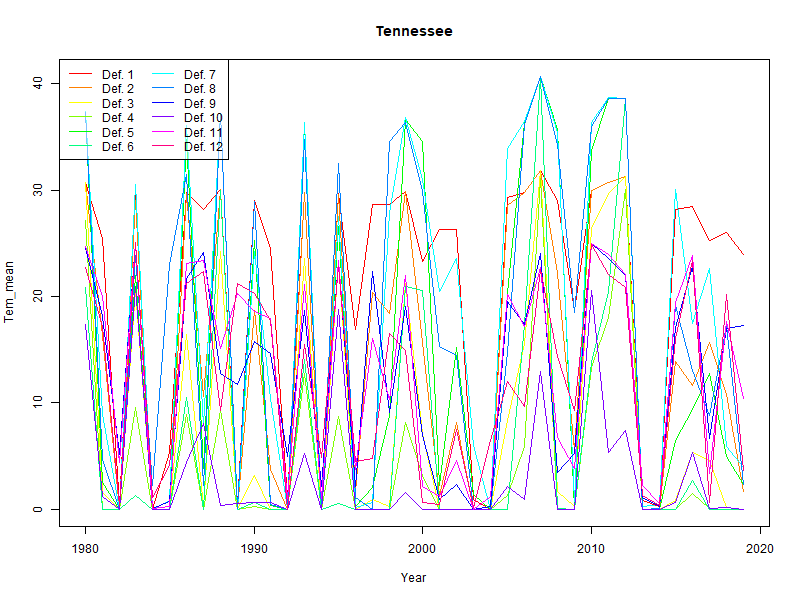 Tennessee
Def. 1
Def. 2
Def. 3
Def. 4
Def. 5
Def. 6
Def. 7
Def. 8
Def. 9
Def. 10
Def. 11
Def. 12
Tem_mean
0
10
20
30
40
1980
1990
2000
2010
2020
Year